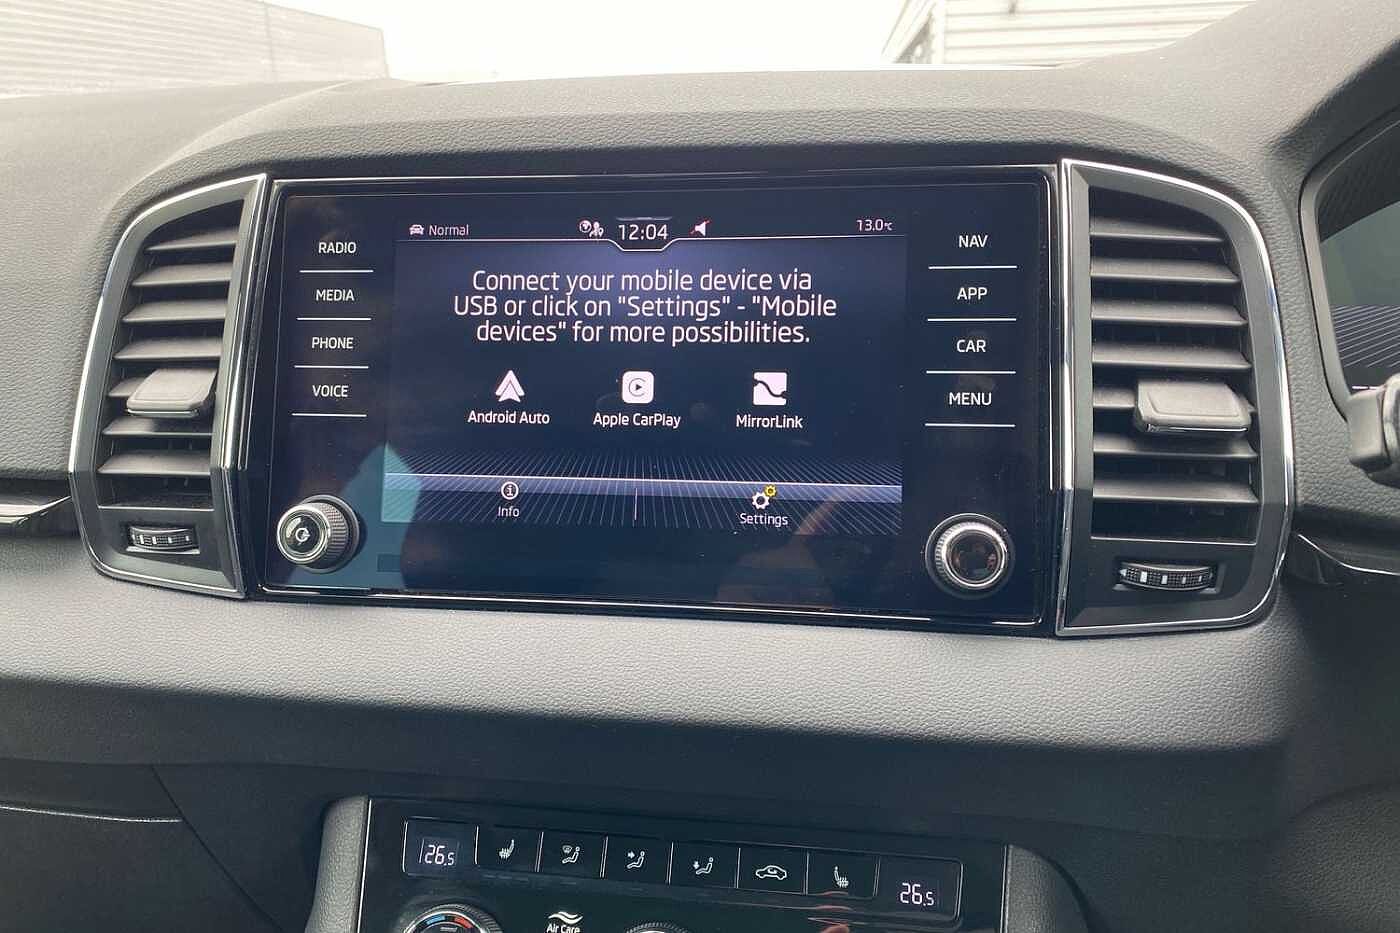 Normal
12:04
13.0°C
RADIO
MEDIA
PHONE
VOICE
Connect your mobile device via
USB or click on "Settings" - "Mobile
devices" for more possibilities.
Android Auto
Apple CarPlay
MirrorLink
Info
Settings
NAV
APP
CAR
MENU
26.5
26.5
Air Care